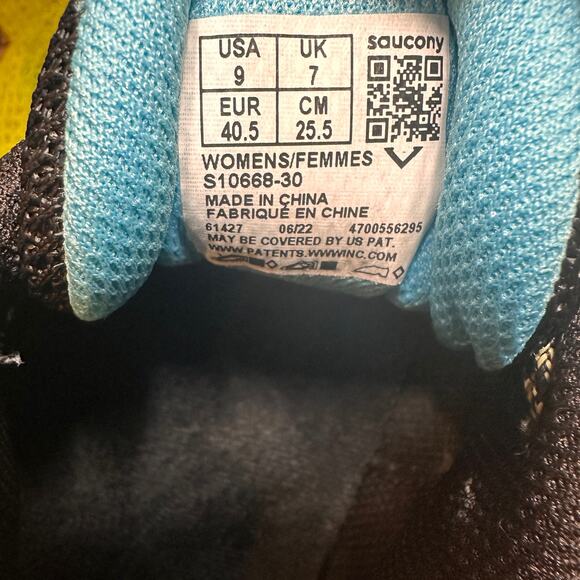 USA UK saucony
9 7
EUR CM
40.5 25.5
WOMENS/FEMMES
S10668-30
MADE IN CHINA
FABRIQUÉ EN CHINE
61427 06/22 4700556295
MAY BE COVERED BY US PAT.
WWW.PATENTS.WWWINC.COM